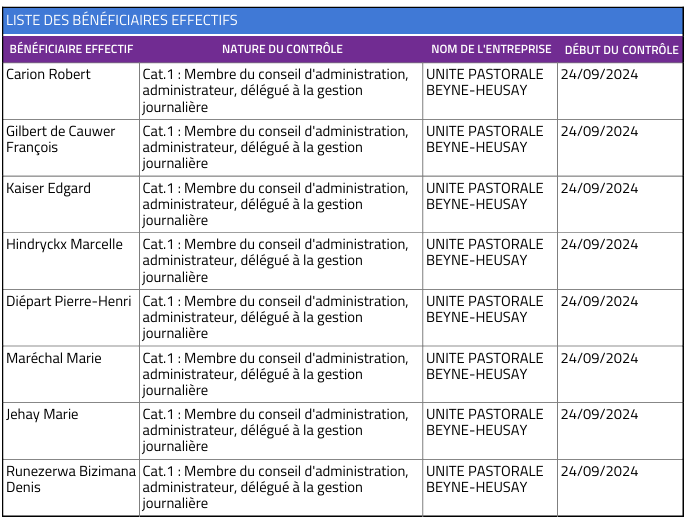 LISTE DES BÉNÉFICIAIRES EFFECTIFS
BÉNÉFICIAIRE EFFECTIF NATURE DU CONTRÔLE NOM DE L'ENTREPRISE DÉBUT DU CONTRÔLE
Carion Robert Cat.1 : Membre du conseil d'administration, UNITE PASTORALE 24/09/2024
administrateur, délégué à la gestion BEYNE-HEUSAY
journalière
Gilbert de Cauwer Cat.1 : Membre du conseil d'administration, UNITE PASTORALE 24/09/2024
François administrateur, délégué à la gestion BEYNE-HEUSAY
journalière
Kaiser Edgard Cat.1 : Membre du conseil d'administration, UNITE PASTORALE 24/09/2024
administrateur, délégué à la gestion BEYNE-HEUSAY
journalière
Hindryckx Marcelle Cat.1 : Membre du conseil d'administration, UNITE PASTORALE 24/09/2024
administrateur, délégué à la gestion BEYNE-HEUSAY
journalière
Diépart Pierre-Henri Cat.1 : Membre du conseil d'administration, UNITE PASTORALE 24/09/2024
administrateur, délégué à la gestion BEYNE-HEUSAY
journalière
Maréchal Marie Cat.1 : Membre du conseil d'administration, UNITE PASTORALE 24/09/2024
administrateur, délégué à la gestion BEYNE-HEUSAY
journalière
Jehay Marie Cat.1 : Membre du conseil d'administration, UNITE PASTORALE 24/09/2024
administrateur, délégué à la gestion BEYNE-HEUSAY
journalière
Runezerwa Bizimana Cat.1 : Membre du conseil d'administration, UNITE PASTORALE 24/09/2024
Denis administrateur, délégué à la gestion BEYNE-HEUSAY
journalière